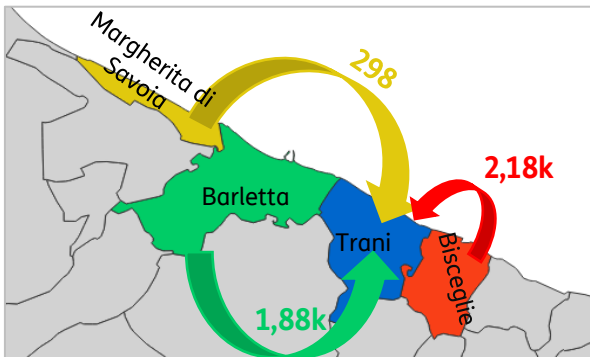 Margherita di
Savoia
298
2,18k
Barletta
Trani
Bisceglie
1,88k